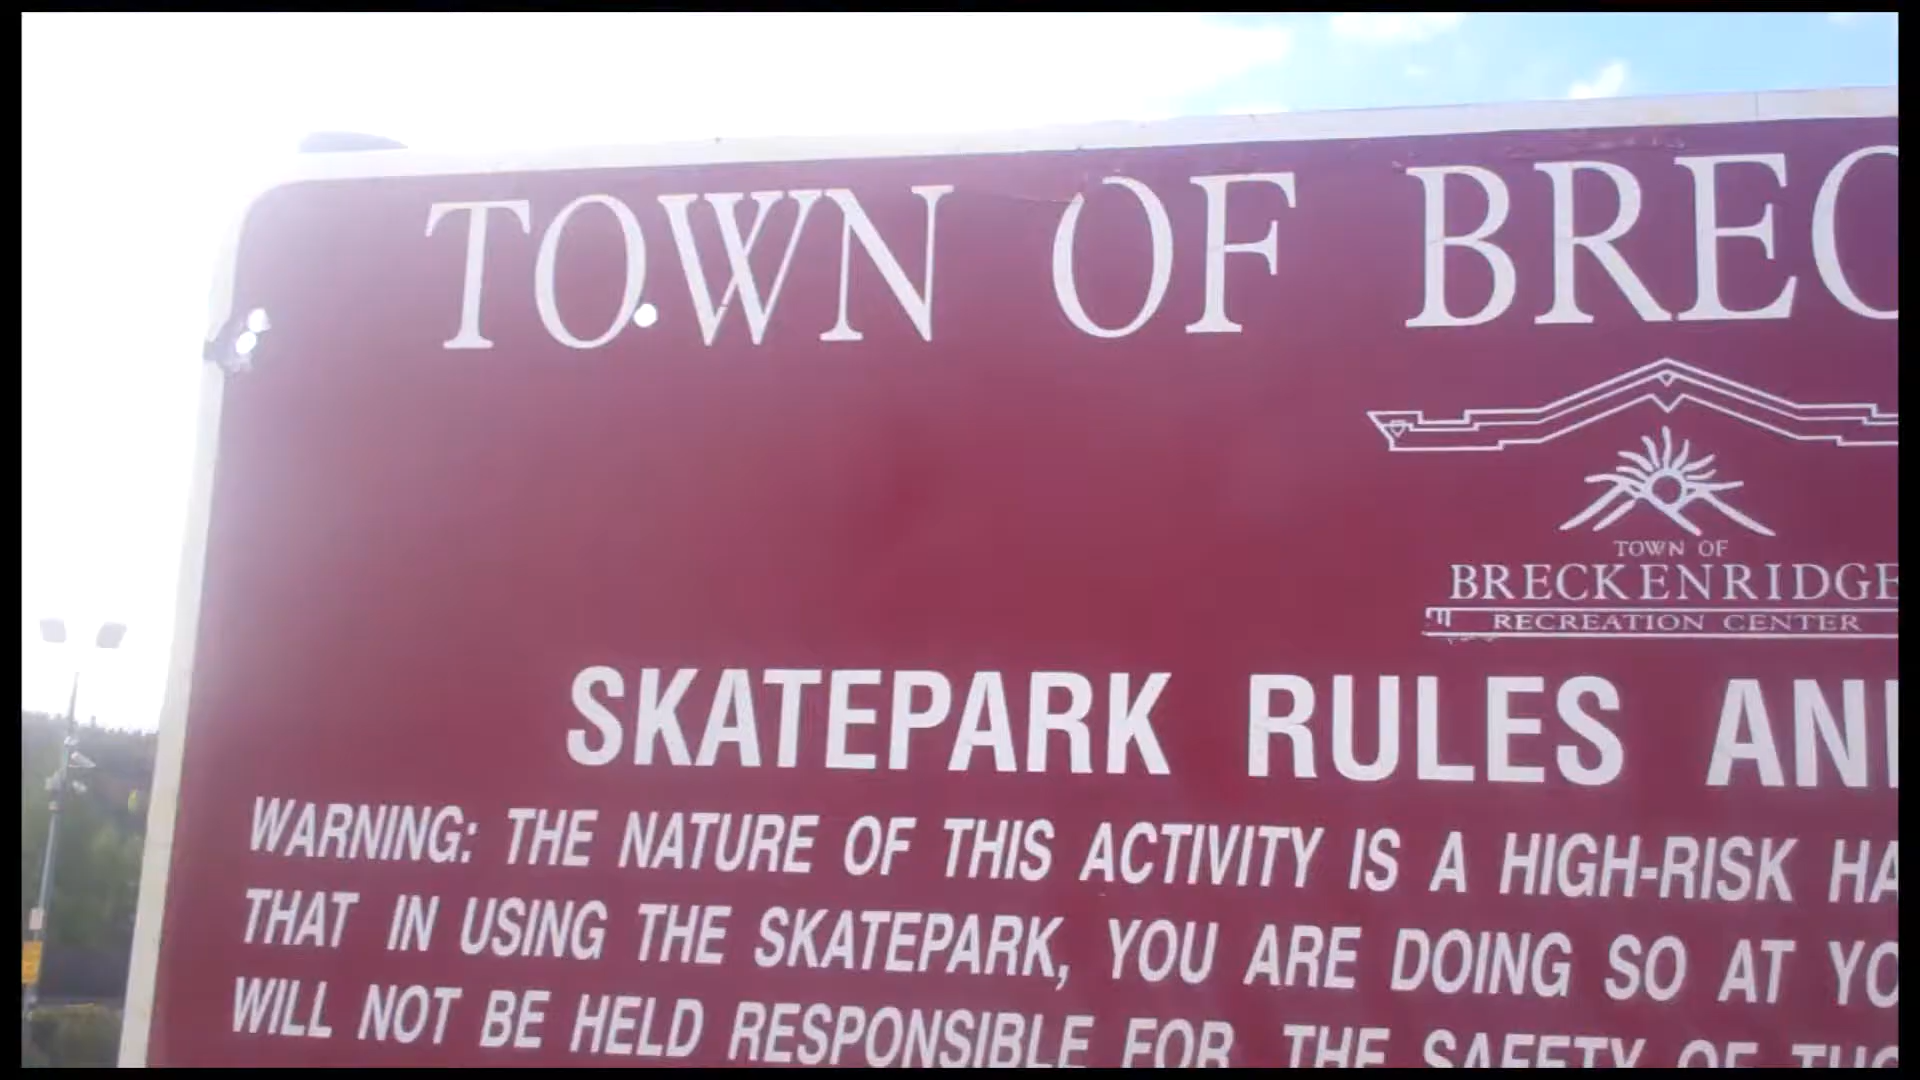 TOWN OF BREC
TOWN OF
BRECKENRIDGE
RECREATION CENTER
SKATEPARK RULES AN
WARNING: THE NATURE OF THIS ACTIVITY IS A HIGH-RISK HA
THAT IN USING THE SKATEPARK, YOU ARE DOING SO AT YO
WILL NOT BE HELD RESPONSIBLE FOR THE SAFETY OF